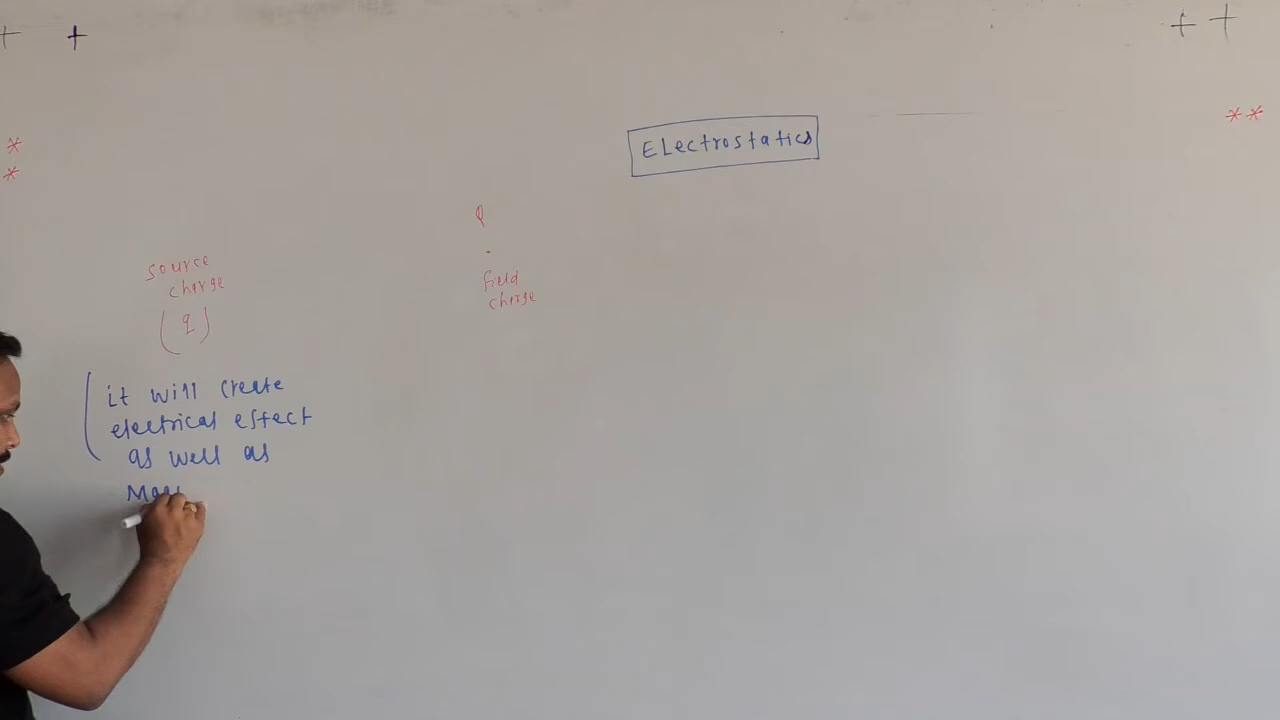 ELectrostatics
Q
source
charge
(q)
field
charge
(it will create
electrical effect
as well as